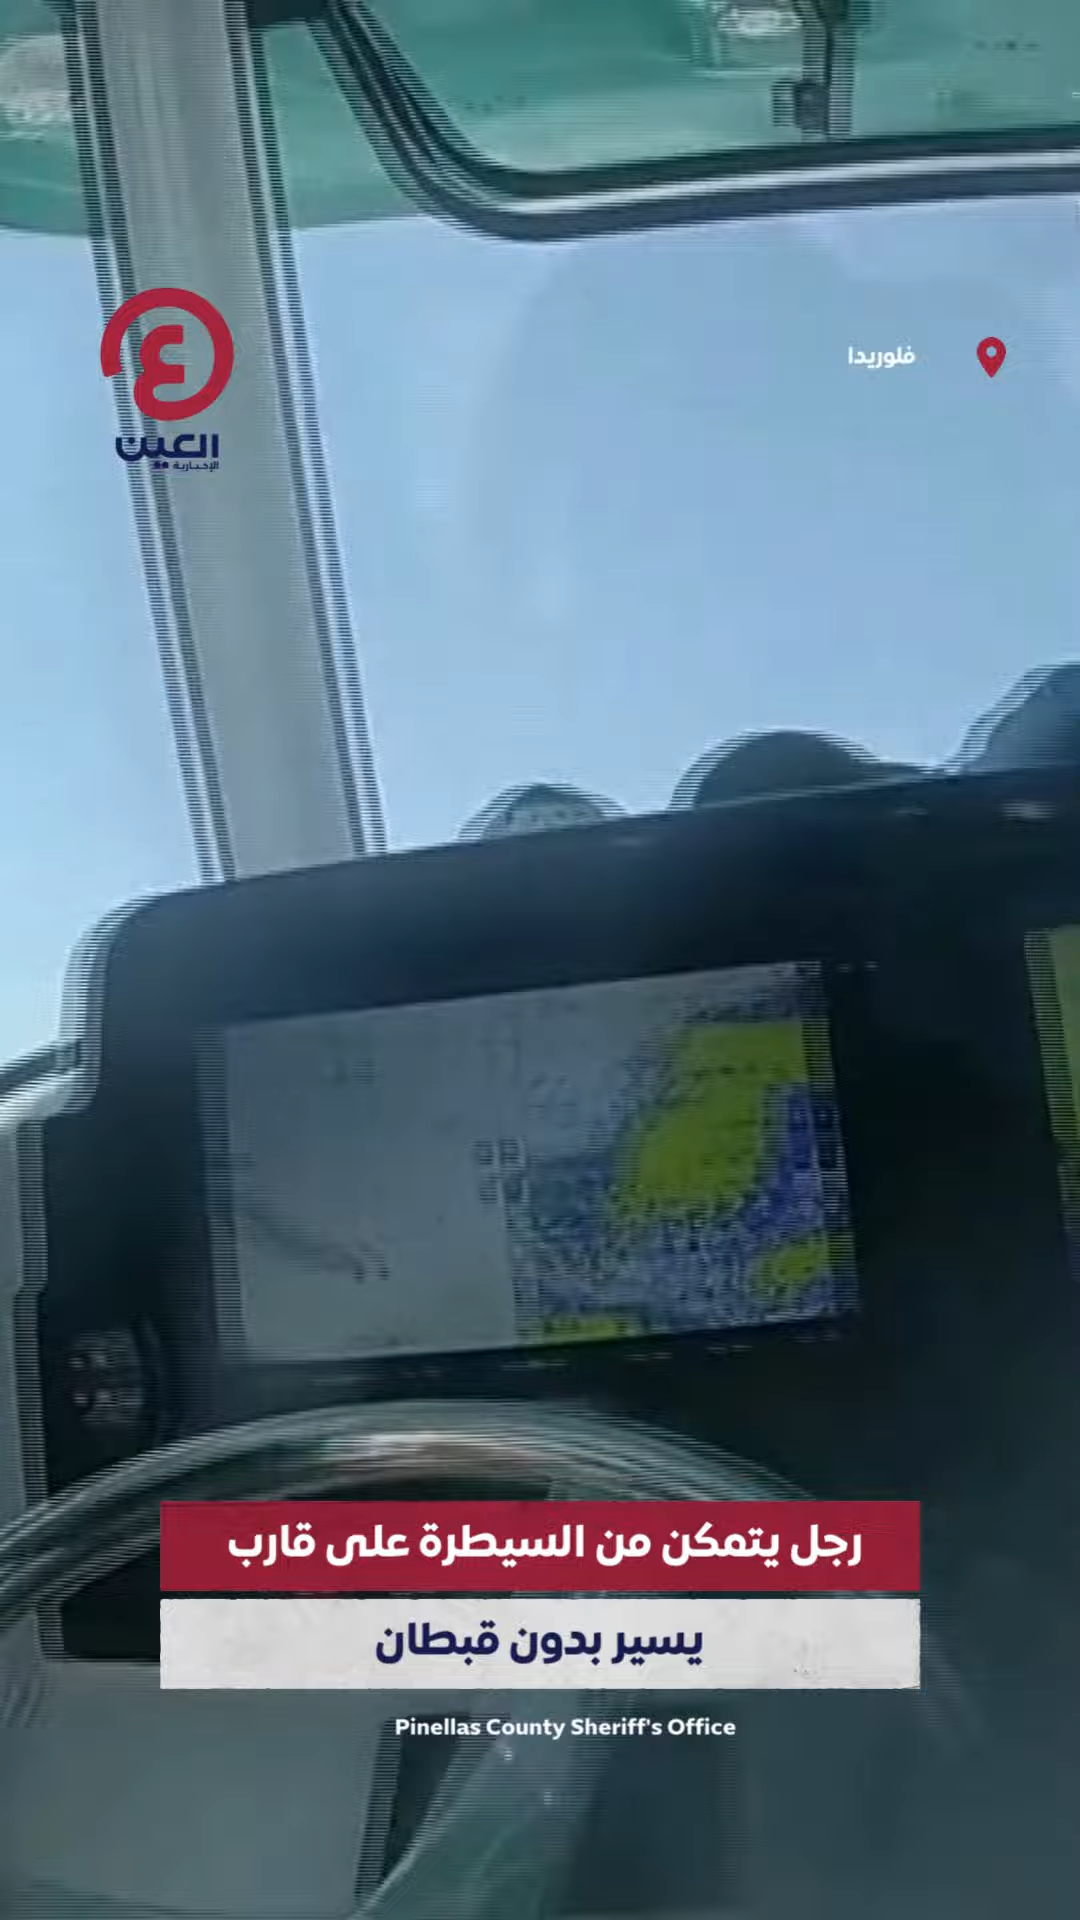 فلوريدا
العين
الإخبارية
رجل يتمكن من السيطرة على قارب
يسير بدون قبطان
Pinellas County Sheriff's Office